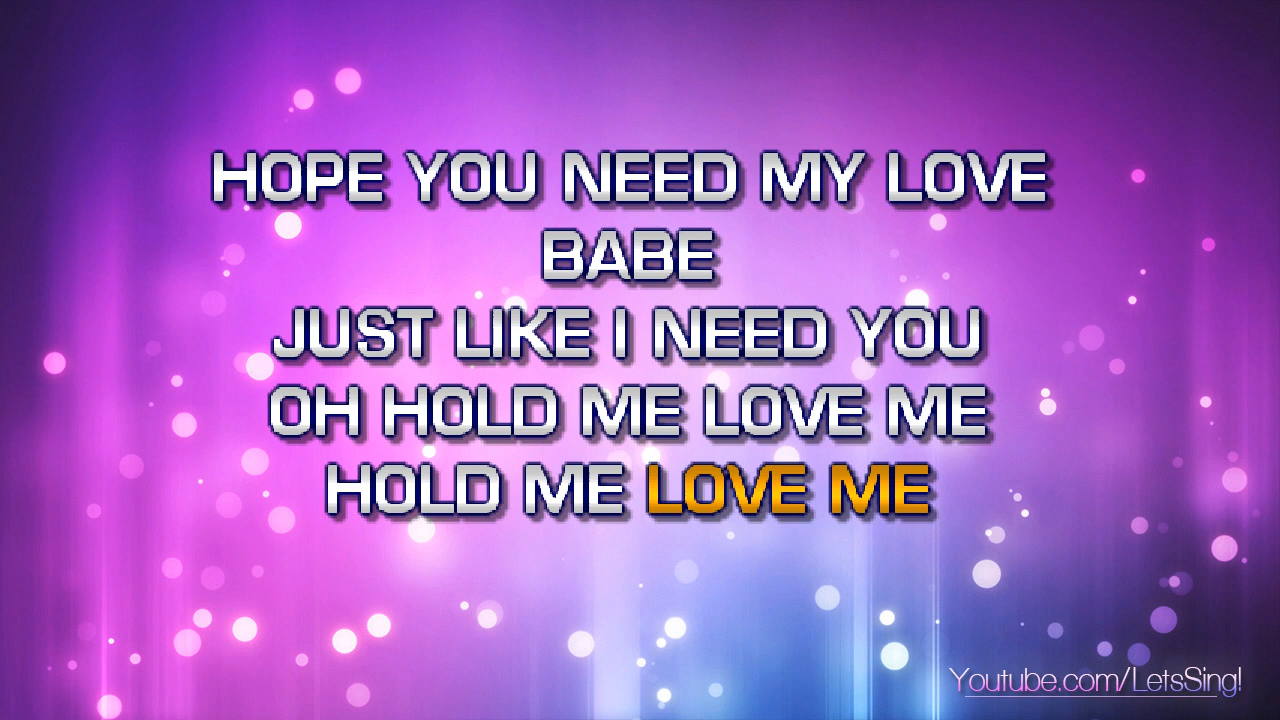 HOPE YOU NEED MY LOVE
BABE
JUST LIKE I NEED YOU
OH HOLD ME LOVE ME
HOLD ME LOVE ME
Youtube.com/LetsSing!